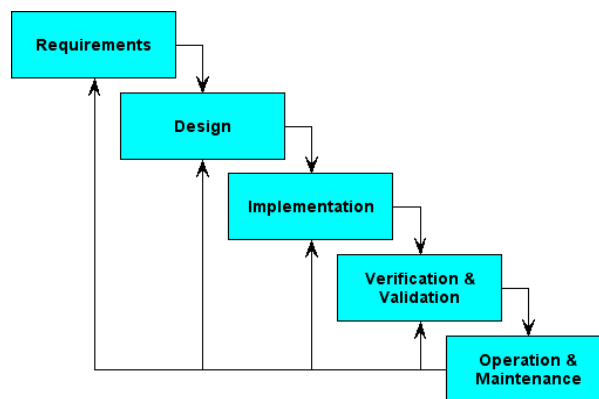 Requirements
Design
Implementation
Verification &
Validation
Operation &
Maintenance